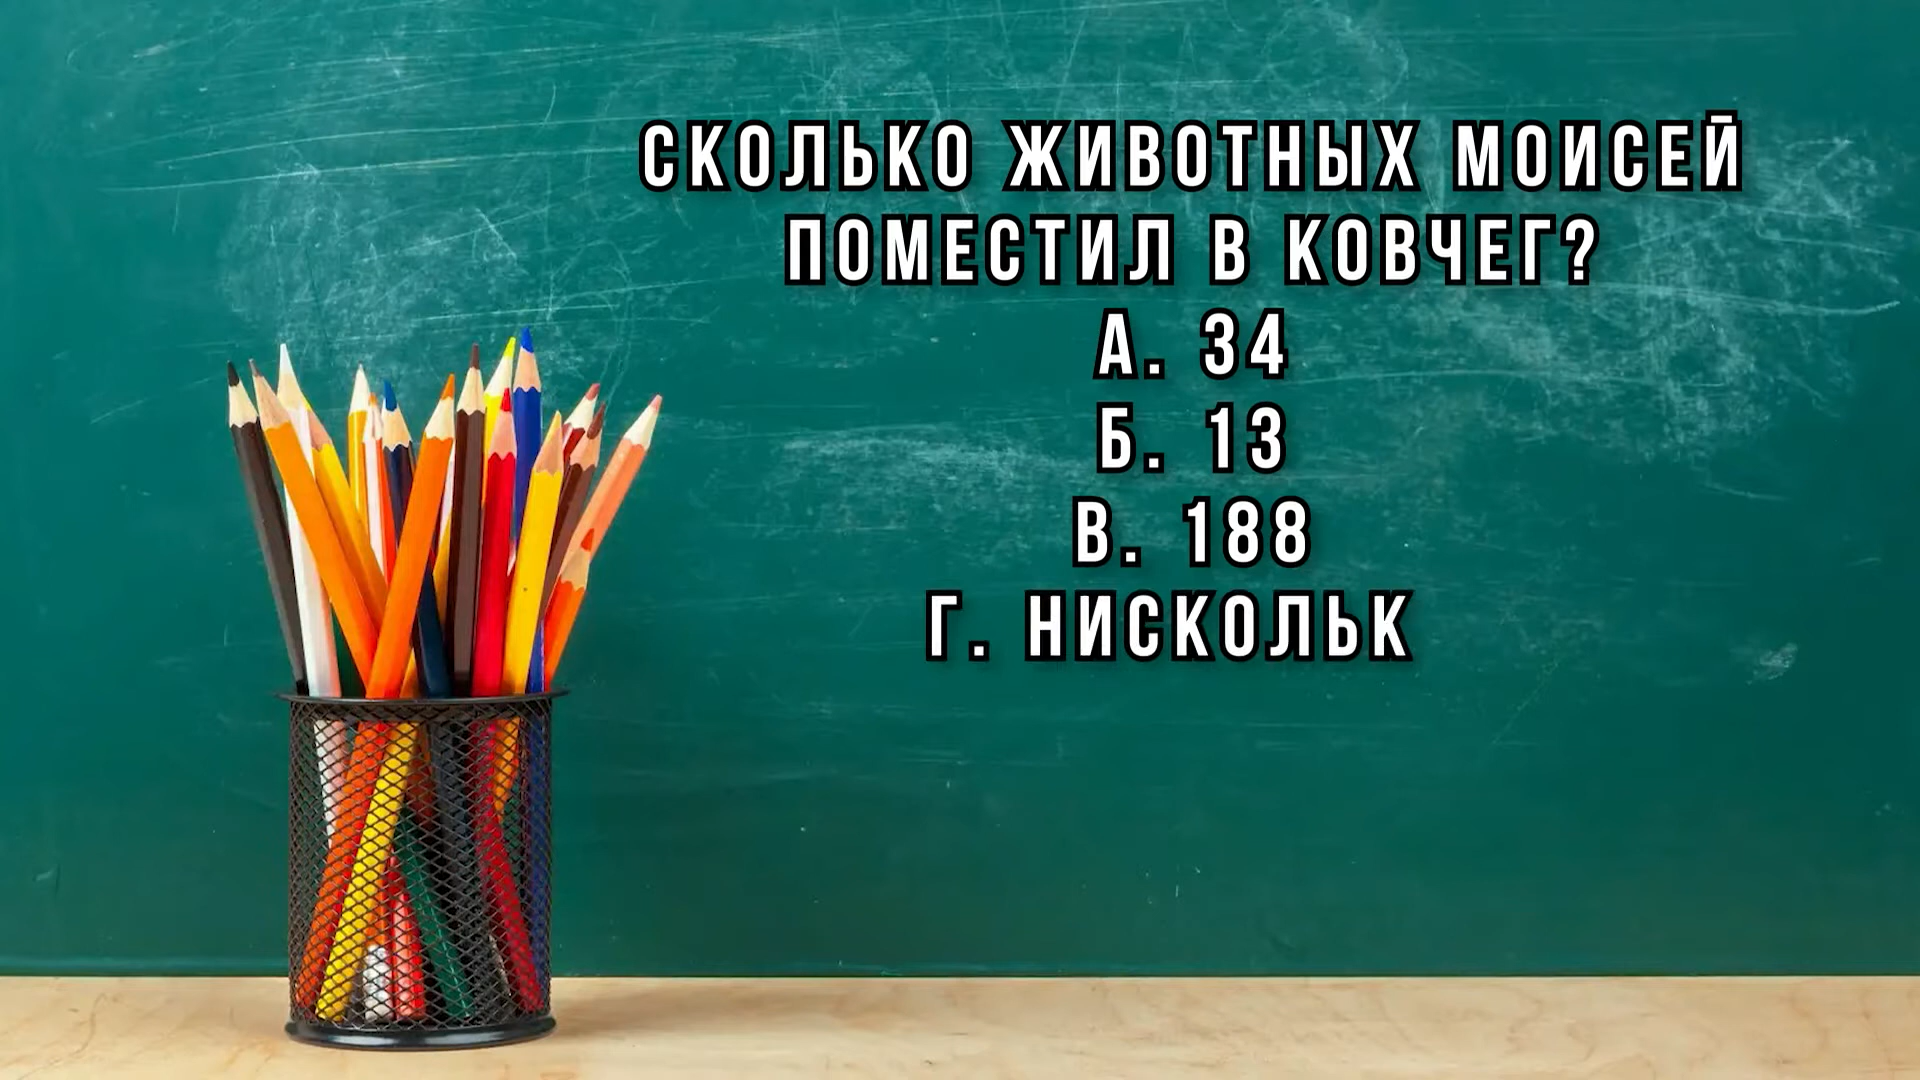 СКОЛЬКО ЖИВОТНЫХ МОИСЕЙ
ПОМЕСТИЛ В КОВЧЕГ?
А. 34
Б. 13
В. 188
Г. НИСКОЛЬК